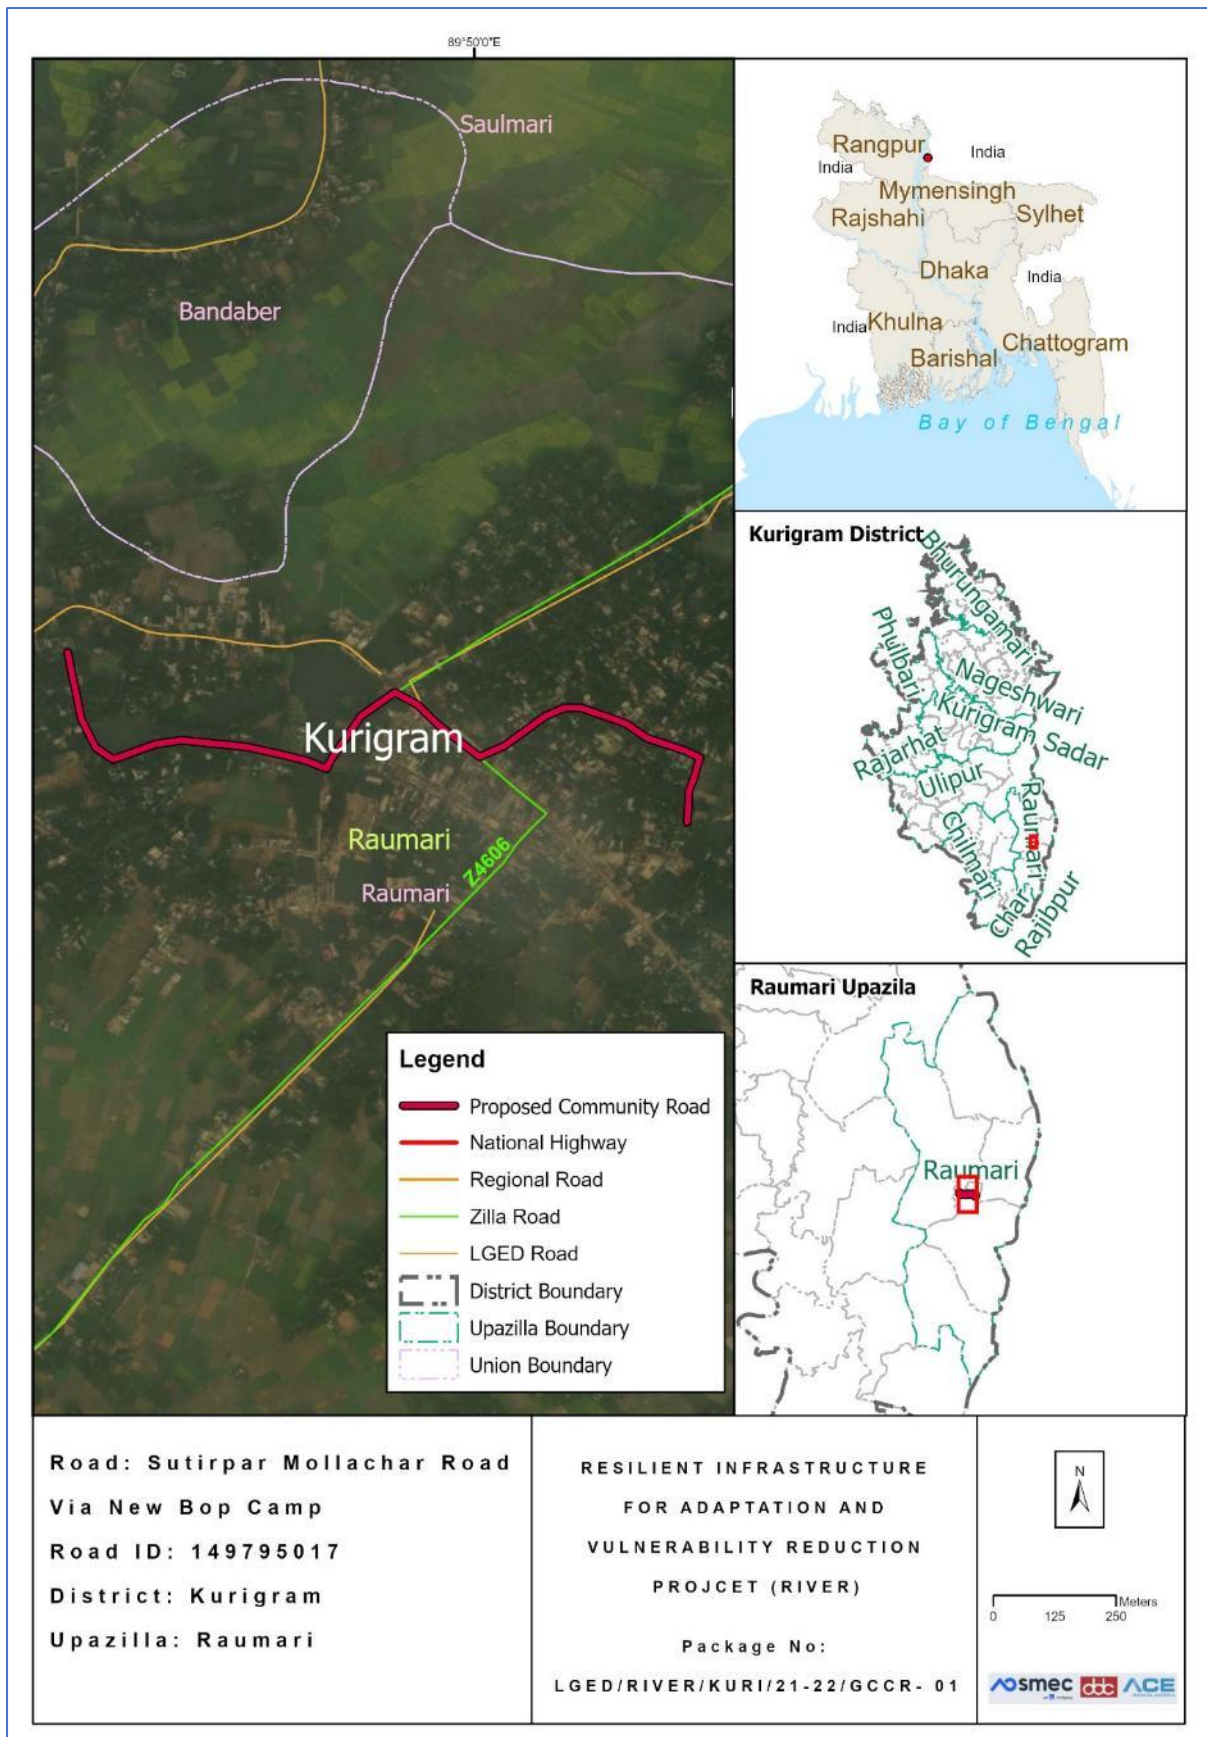 89°50'0"E
Saulmari
Bandaber
Kurigram
Raumari
Z4606
Raumari
Legend
Proposed Community Road
National Highway
Regional Road
Zilla Road
LGED Road
District Boundary
Upazilla Boundary
Union Boundary
Rangpur
India
India
Mymensingh
Rajshahi
Sylhet
Dhaka
India
India
Khulna
Chattogram
Barishal
Bay of Bengal
Kurigram District
Bhurungamari
Phulbari
Nageshwari
Kurigram Sadar
Rajarhat
Ulipur
Raumari
Chilmari
Char
Rajibpur
Raumari Upazila
Raumari
Road: Sutirpar Mollachar Road
Via New Bop Camp
Road ID: 149795017
District: Kurigram
Upazilla: Raumari
RESILIENT INFRASTRUCTURE
FOR ADAPTATION AND
VULNERABILITY REDUCTION
PROJCET (RIVER)
Package No:
LGED/RIVER/KURI/21-22/GCCR- 01
N
Meters
0 125 250
smec
ddc
ACE